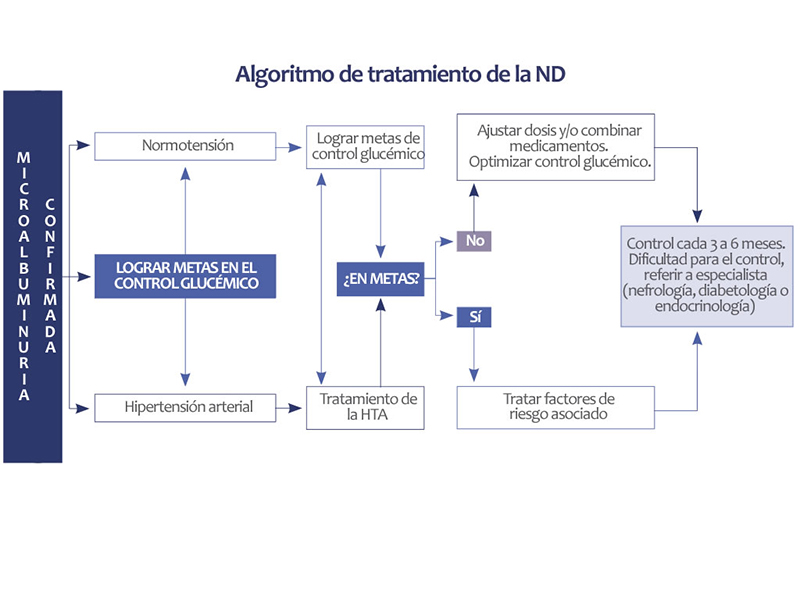 Algoritmo de tratamiento de la ND
MICROALBUMINURIA
CONFIRMADA
Normotensión
LOGRAR METAS EN EL
CONTROL GLUCÉMICO
Hipertensión arterial
Lograr metas de
control glucémico
¿EN METAS?
Tratamiento de
la HTA
Ajustar dosis y/o combinar
medicamentos.
Optimizar control glucémico.
No
Sí
Tratar factores de
riesgo asociado
Control cada 3 a 6 meses.
Dificultad para el control,
referir a especialista
(nefrología, diabetología o
endocrinología)